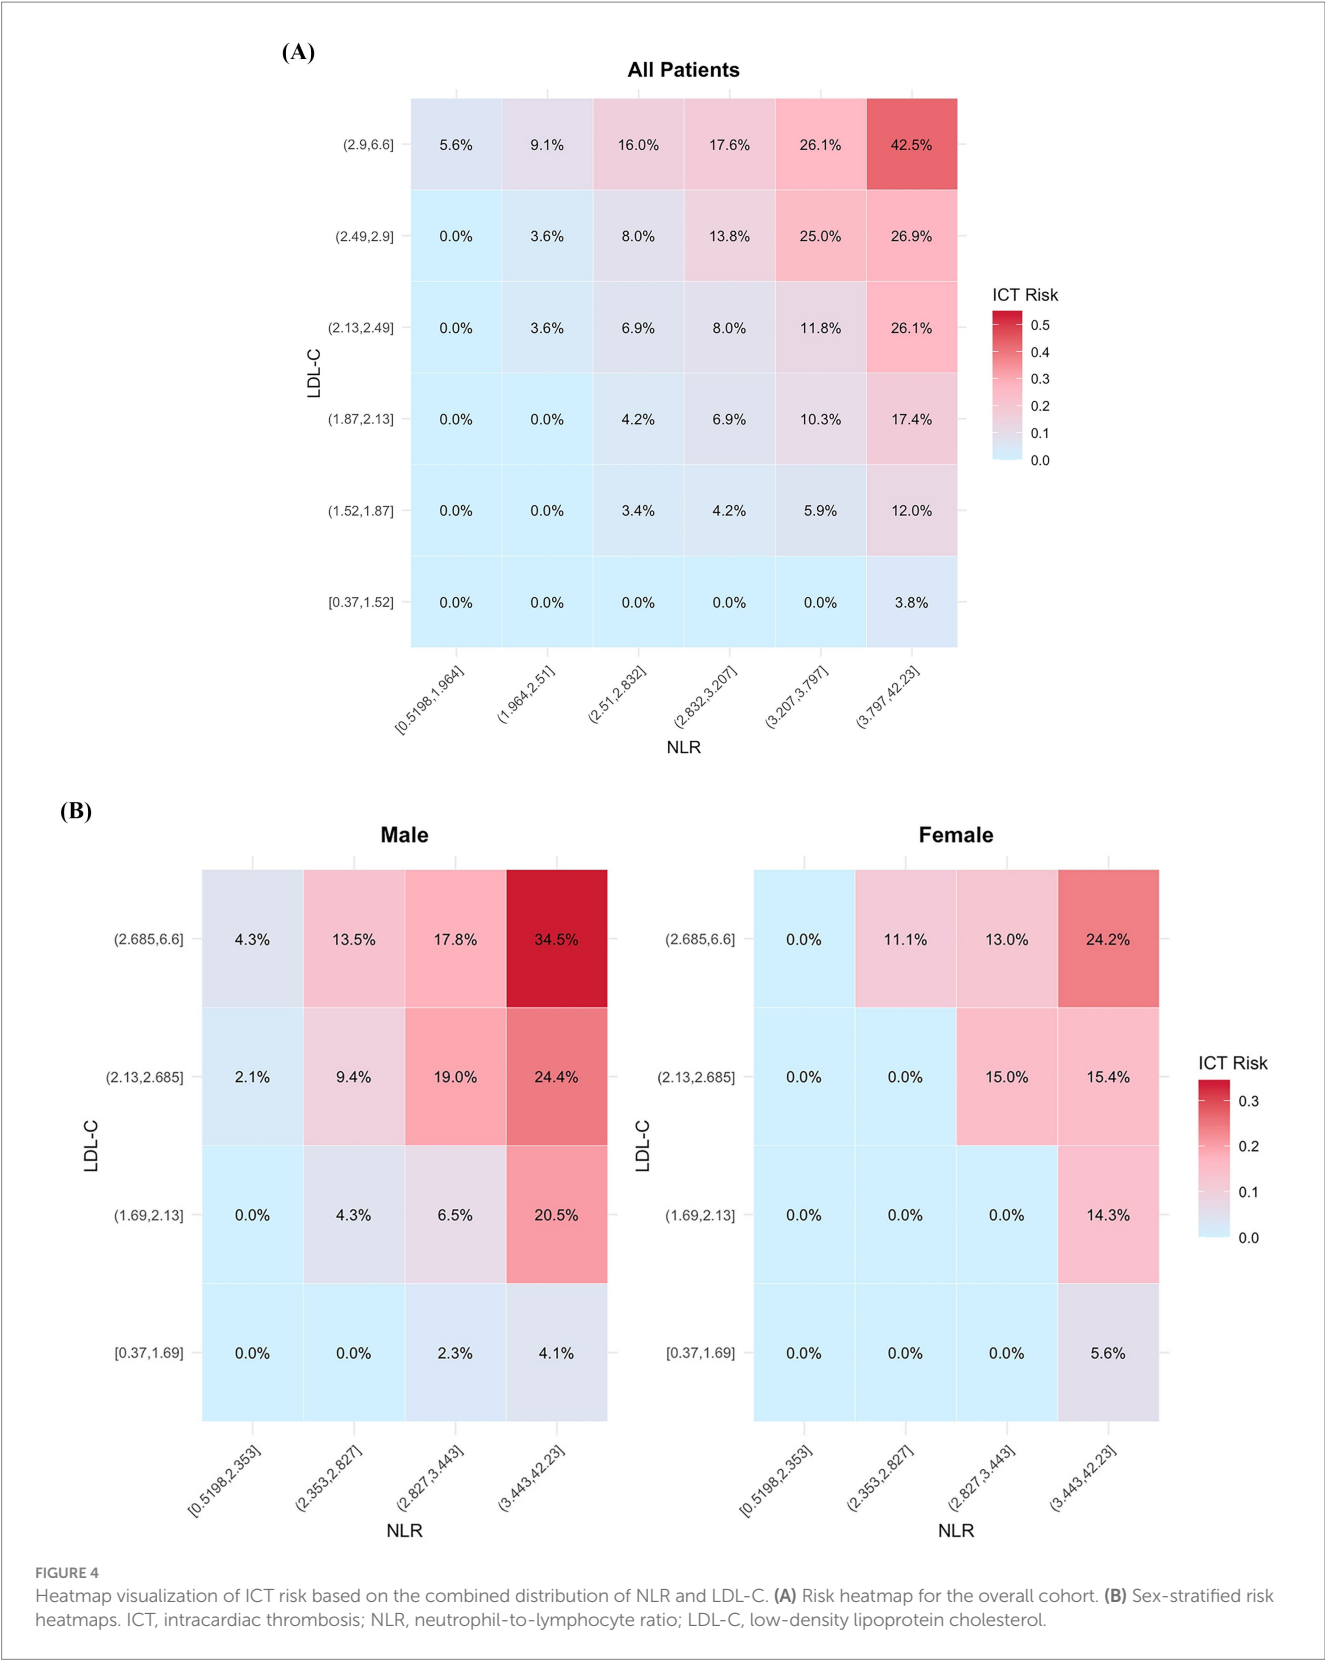 (A)
All Patients
LDL-C
(2.9,6.6] 5.6% 9.1% 16.0% 17.6% 26.1% 42.5%
(2.49,2.9] 0.0% 3.6% 8.0% 13.8% 25.0% 26.9%
(2.13,2.49] 0.0% 3.6% 6.9% 8.0% 11.8% 26.1%
(1.87,2.13] 0.0% 0.0% 4.2% 6.9% 10.3% 17.4%
(1.52,1.87] 0.0% 0.0% 3.4% 4.2% 5.9% 12.0%
[0.37,1.52] 0.0% 0.0% 0.0% 0.0% 0.0% 3.8%
[0.5198,1.964] (1.964,2.51] (2.51,2.832] (2.832,3.207] (3.207,3.797] (3.797,42.23]
NLR
ICT Risk
0.5
0.4
0.3
0.2
0.1
0.0
(B)
Male
LDL-C
(2.685,6.6] 4.3% 13.5% 17.8% 34.5%
(2.13,2.685] 2.1% 9.4% 19.0% 24.4%
(1.69,2.13] 0.0% 4.3% 6.5% 20.5%
[0.37,1.69] 0.0% 0.0% 2.3% 4.1%
[0.5198,2.353] (2.353,2.827] (2.827,3.443] (3.443,42.23]
NLR
Female
LDL-C
(2.685,6.6] 0.0% 11.1% 13.0% 24.2%
(2.13,2.685] 0.0% 0.0% 15.0% 15.4%
(1.69,2.13] 0.0% 0.0% 0.0% 14.3%
[0.37,1.69] 0.0% 0.0% 0.0% 5.6%
[0.5198,2.353] (2.353,2.827] (2.827,3.443] (3.443,42.23]
NLR
ICT Risk
0.3
0.2
0.1
0.0
FIGURE 4
Heatmap visualization of ICT risk based on the combined distribution of NLR and LDL-C. (A) Risk heatmap for the overall cohort. (B) Sex-stratified risk
heatmaps. ICT, intracardiac thrombosis; NLR, neutrophil-to-lymphocyte ratio; LDL-C, low-density lipoprotein cholesterol.